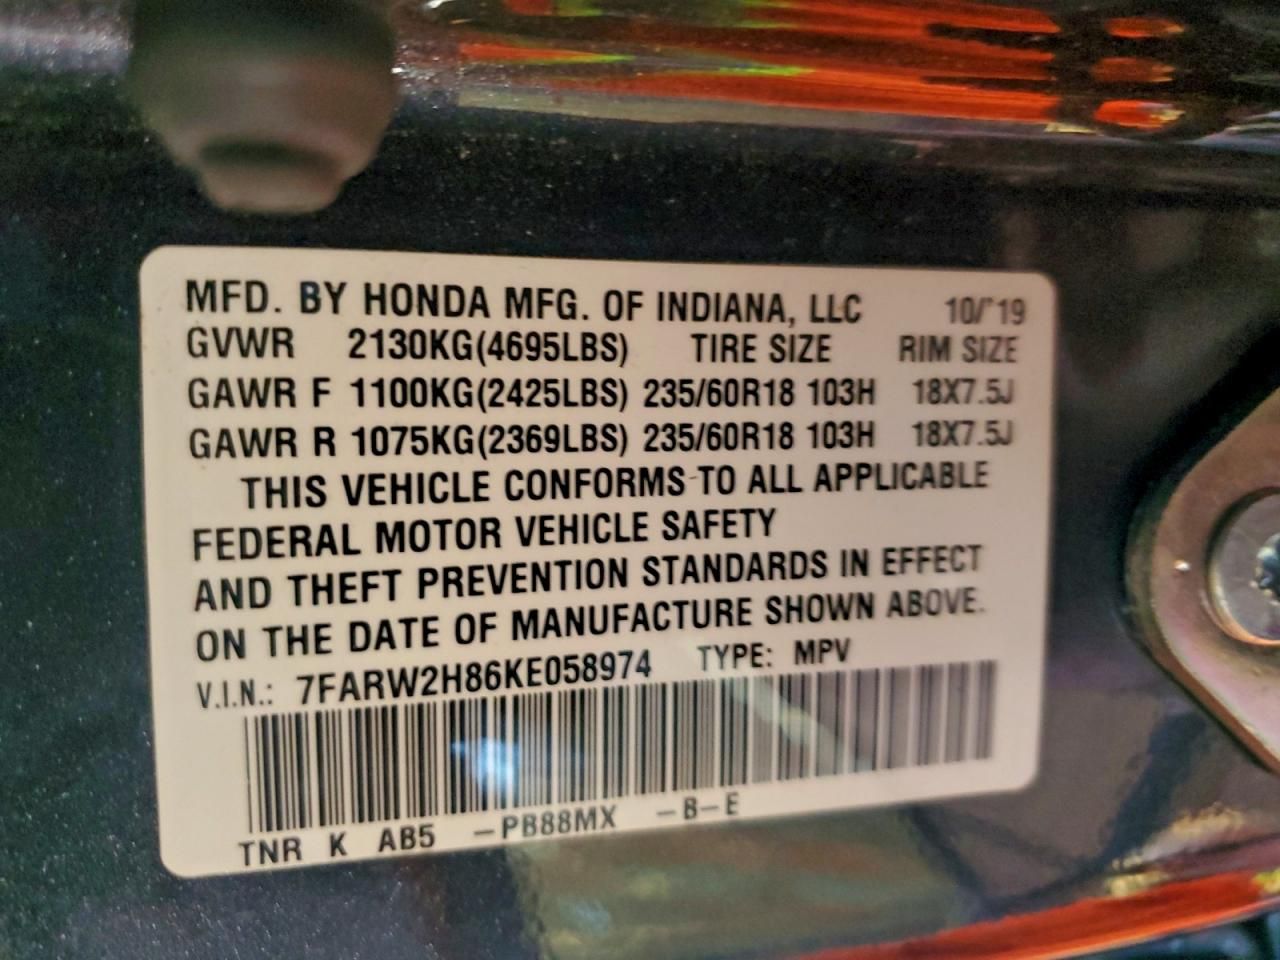 MFD. BY HONDA MFG. OF INDIANA, LLC 10/'19
GVWR 2130KG(4695LBS) TIRE SIZE RIM SIZE
GAWR F 1100KG(2425LBS) 235/60R18 103H 18X7.5J
GAWR R 1075KG(2369LBS) 235/60R18 103H 18X7.5J
THIS VEHICLE CONFORMS TO ALL APPLICABLE
FEDERAL MOTOR VEHICLE SAFETY
AND THEFT PREVENTION STANDARDS IN EFFECT
ON THE DATE OF MANUFACTURE SHOWN ABOVE.
V.I.N.: 7FARW2H86KE058974 TYPE: MPV
TNR K AB5 -PB88MX -B-E